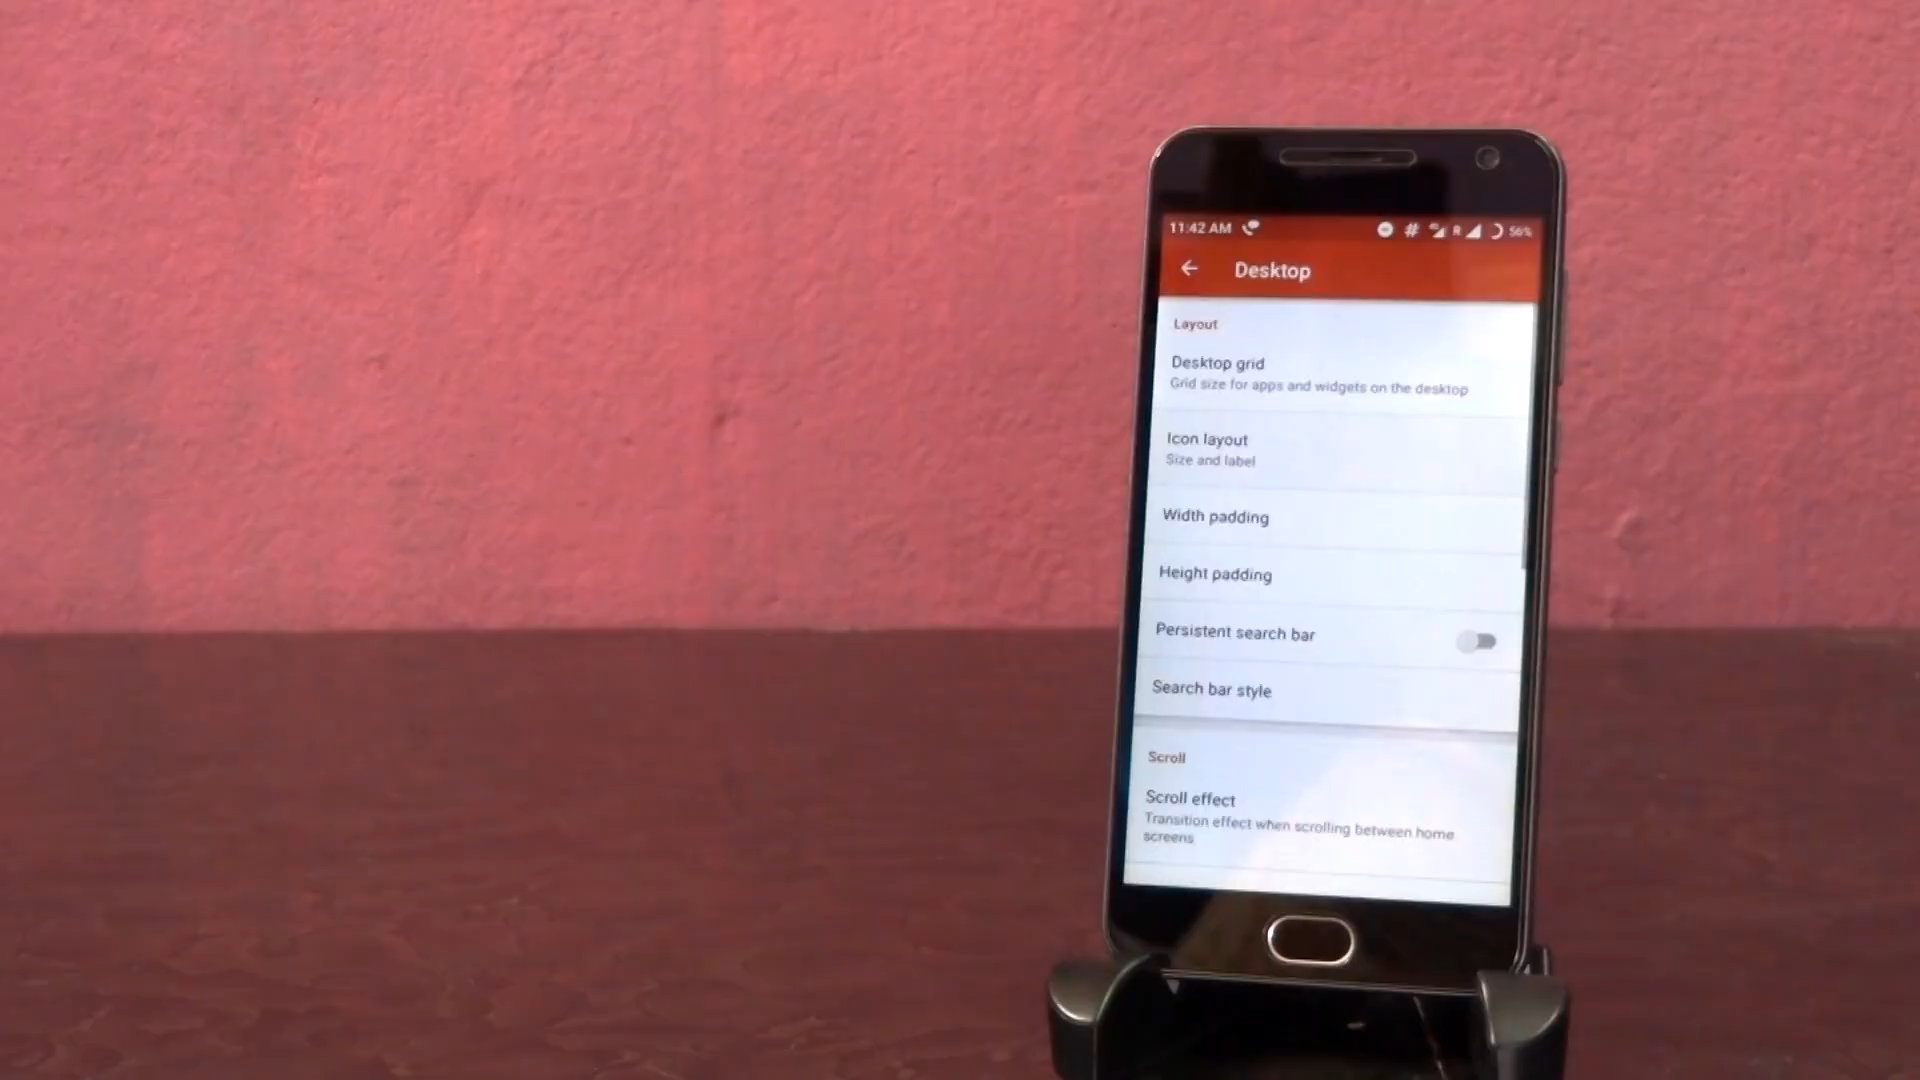 11:42 AM # R 56%
Desktop
Layout
Desktop grid
Grid size for apps and widgets on the desktop
Icon layout
Size and label
Width padding
Height padding
Persistent search bar
Search bar style
Scroll
Scroll effect
Transition effect when scrolling between home
screens